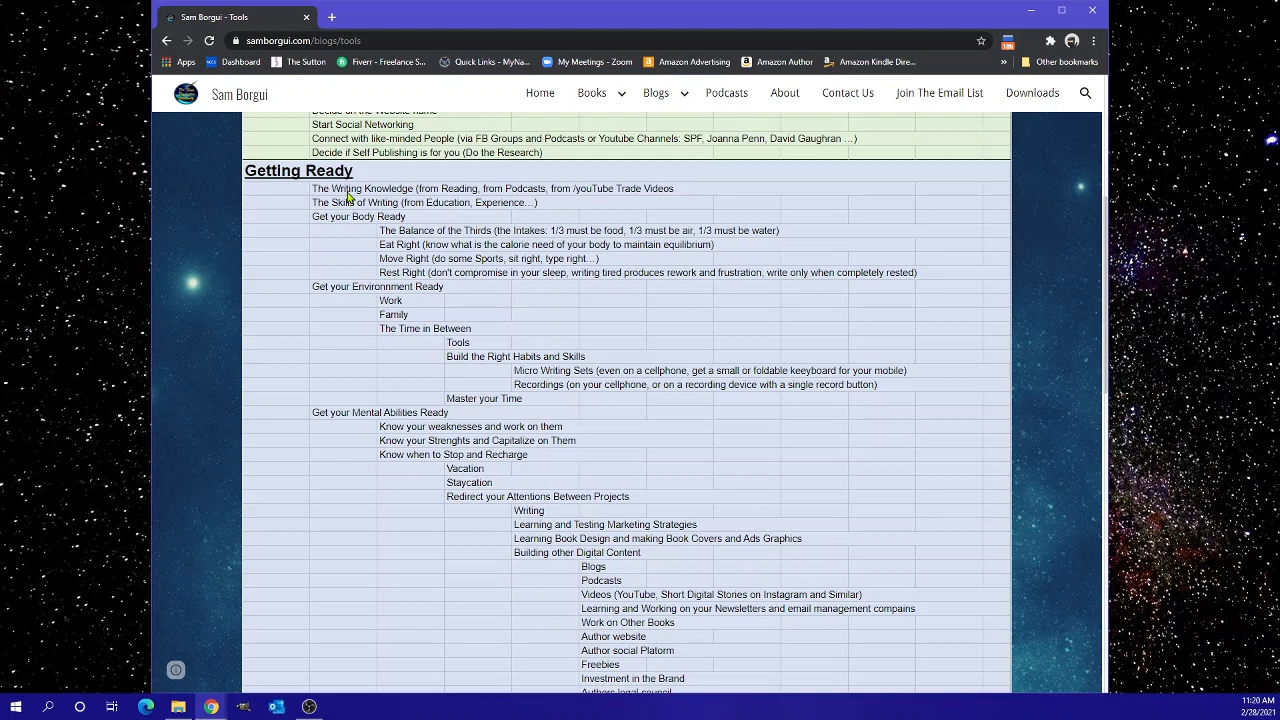 Sam Borgui - Tools
samborgui.com/blogs/tools
Apps
Dashboard
The Don
Fiverr - Freelance S...
Quick Links - MyNa...
My Meetings - Zoom
Amazon Advertising
Amazon Author
Amazon Kindle Dire...
Other bookmarks
Sam Borgui
Home
Books
Blogs
Podcasts
About
Contact Us
Join The Email List
Downloads
Decide on the Website name
Start Social Networking
Connect with like-minded People (via FB Groups and Podcasts or Youtube Channels: SPF, Joanna Penn, David Gaughran ...)
Decide if Self Publishing is for you (Do the Research)
Getting Ready
The Writing Knowledge (from Reading, from Podcasts, from /youTube Trade Videos
The Skills of Writing (from Education, Experience...)
Get your Body Ready
The Balance of the Thirds (the Intakes: 1/3 must be food, 1/3 must be air, 1/3 must be water)
Eat Right (know what is the calorie need of your body to maintain equilibrium)
Move Right (do some Sports, sit right, type right...)
Rest Right (don't compromise in your sleep, writing tired produces rework and frustration, write only when completely rested)
Get your Environnment Ready
Work
Family
The Time in Between
Tools
Build the Right Habits and Skills
Micro Writing Sets (even on a cellphone, get a small or foldable keeyboard for your mobile)
Recordings (on your cellphone, or on a recording device with a single record button)
Master your Time
Get your Mental Abilities Ready
Know your weaknesses and work on them
Know your Strenghts and Capitalize on Them
Know when to Stop and Recharge
Vacation
Staycation
Redirect your Attentions Between Projects
Writing
Learning and Testing Marketing Strategies
Learning Book Design and making Book Covers and Ads Graphics
Building other Digital Content
Blogs
Podcasts
Videos (YouTube, Short Digital Stories on Instagram and Similar)
Learning and Working on your Newsletters and email management compains
Work on Other Books
Author website
Author social Platorm
Freebies
Investment in the Brand
Authors legal council
11:20 AM
2/28/2021